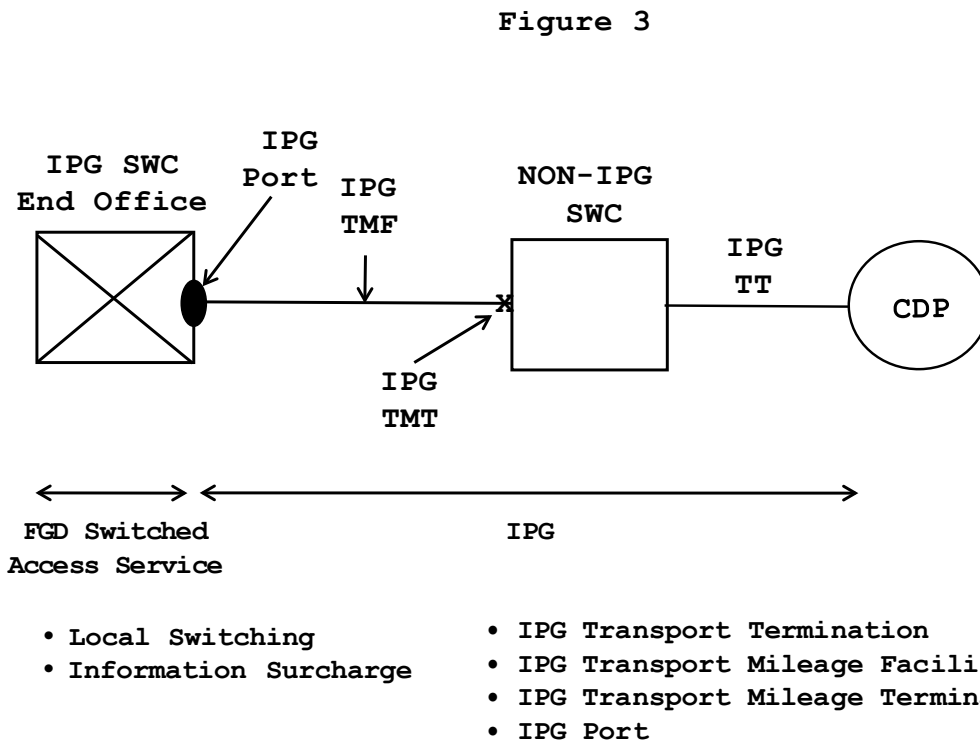 Figure 3
IPG SWC
End Office
IPG
Port
IPG
TMF
NON-IPG
SWC
IPG
TT
CDP
X
IPG
TMT
FGD Switched
Access Service
IPG
• Local Switching
• Information Surcharge
• IPG Transport Termination
• IPG Transport Mileage Facili
• IPG Transport Mileage Termin
• IPG Port